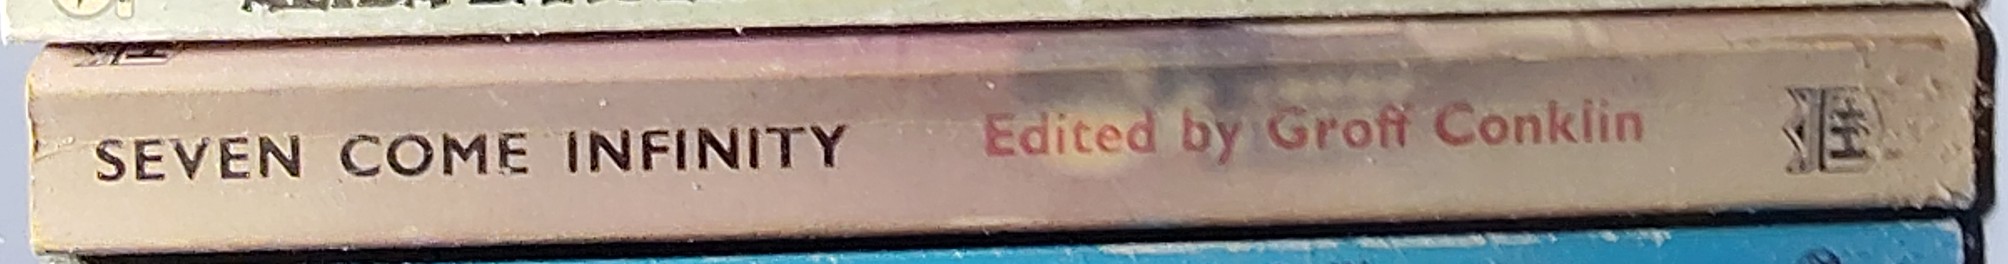 SEVEN COME INFINITY Edited by Groff Conklin